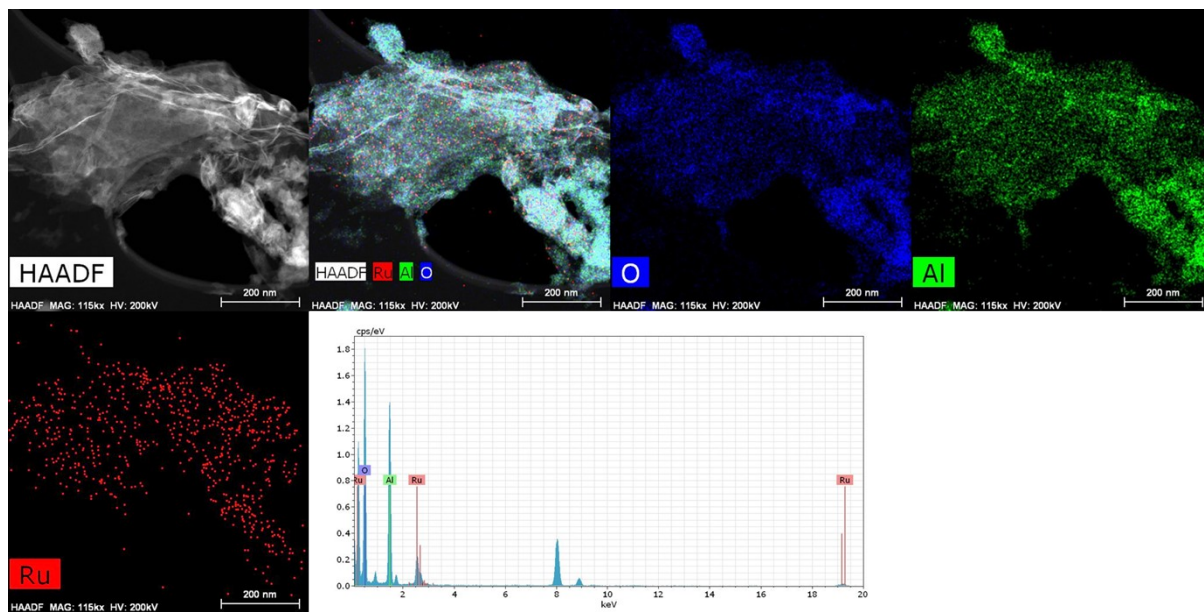 HAADF
HAADF MAG: 115kx HV: 200kV
200 nm
HAADF Ru Al O
HAADF MAG: 115kx HV: 200kV
200 nm
O
HAADF MAG: 115kx HV: 200kV
200 nm
Al
HAADF MAG: 115kx HV: 200kV
200 nm
Ru
HAADF MAG: 115kx HV: 200kV
200 nm
cps/eV
1.8
1.6
1.4
1.2
1.0
0.8
0.6
0.4
0.2
0.0
Ru
O
Al
Ru
Ru
2 4 6 8 10 12 14 16 18 20
keV